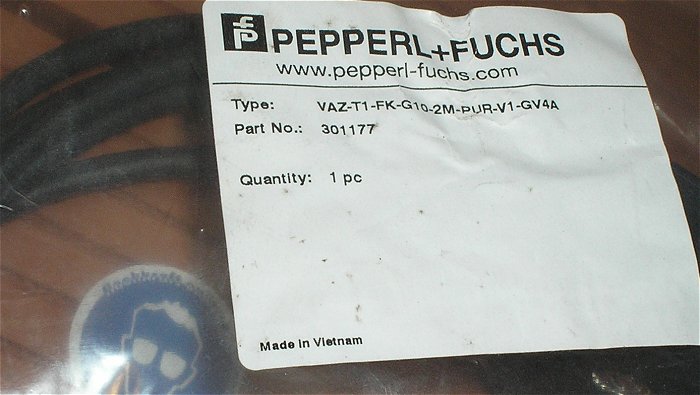 PEPPERL+FUCHS
www.pepperl-fuchs.com
Type: VAZ-T1-FK-G10-2M-PUR-V1-GV4A
Part No.: 301177
Quantity: 1 pc
Made in Vietnam